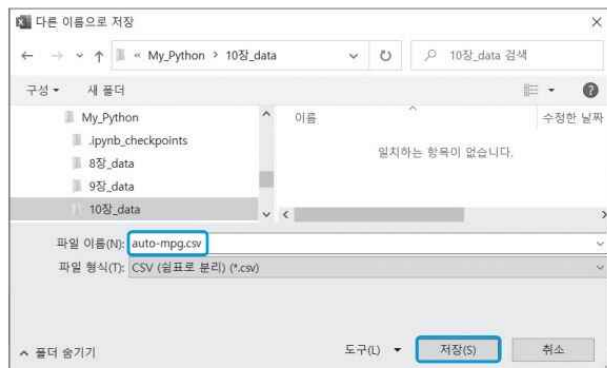 다른 이름으로 저장
« My_Python > 10장_data
10장_data 검색
구성
새 폴더
My_Python
.ipynb_checkpoints
8장_data
9장_data
10장_data
이름
수정한 날짜
일치하는 항목이 없습니다.
파일 이름(N): auto-mpg.csv
파일 형식(T): CSV (쉼표로 분리) (*.csv)
폴더 숨기기
도구(L)
저장(S)
취소